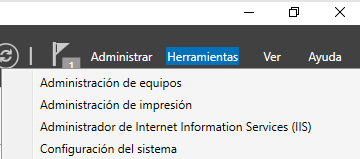 1 Administrar Herramientas Ver Ayuda
Administración de equipos
Administración de impresión
Administrador de Internet Information Services (IIS)
Configuración del sistema